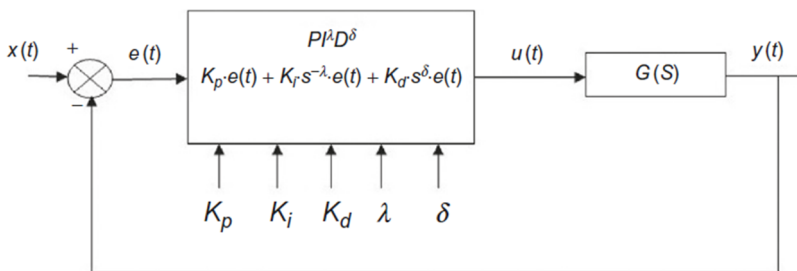 x(t)
+
−
e(t)
PI^λD^δ
K_p·e(t) + K_i·s^{-λ}·e(t) + K_d·s^δ·e(t)
u(t)
G(S)
y(t)
K_p K_i K_d λ δ